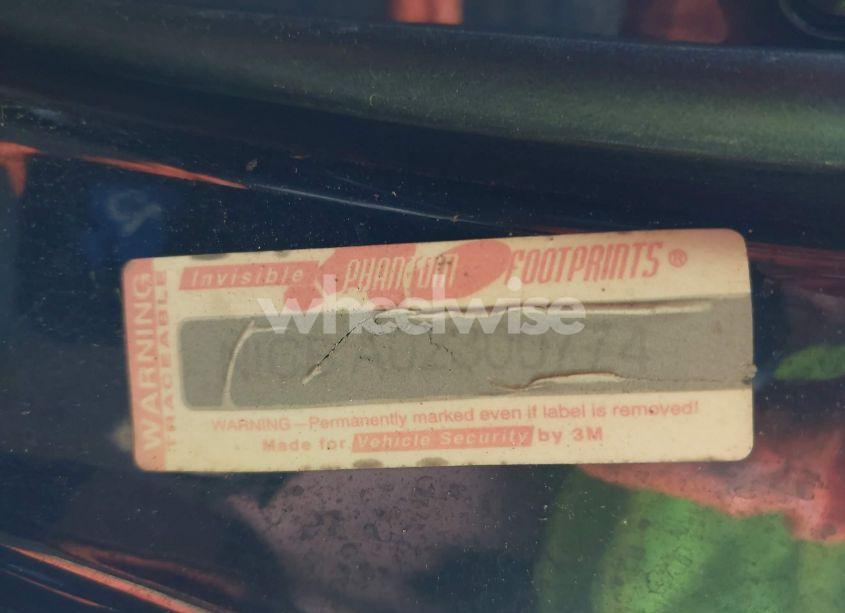 WARNING
TRACEABLE
Invisible PHANTOM FOOTPRINTS®
wheelwise
WARNING – Permanently marked even if label is removed!
Made for Vehicle Security by 3M